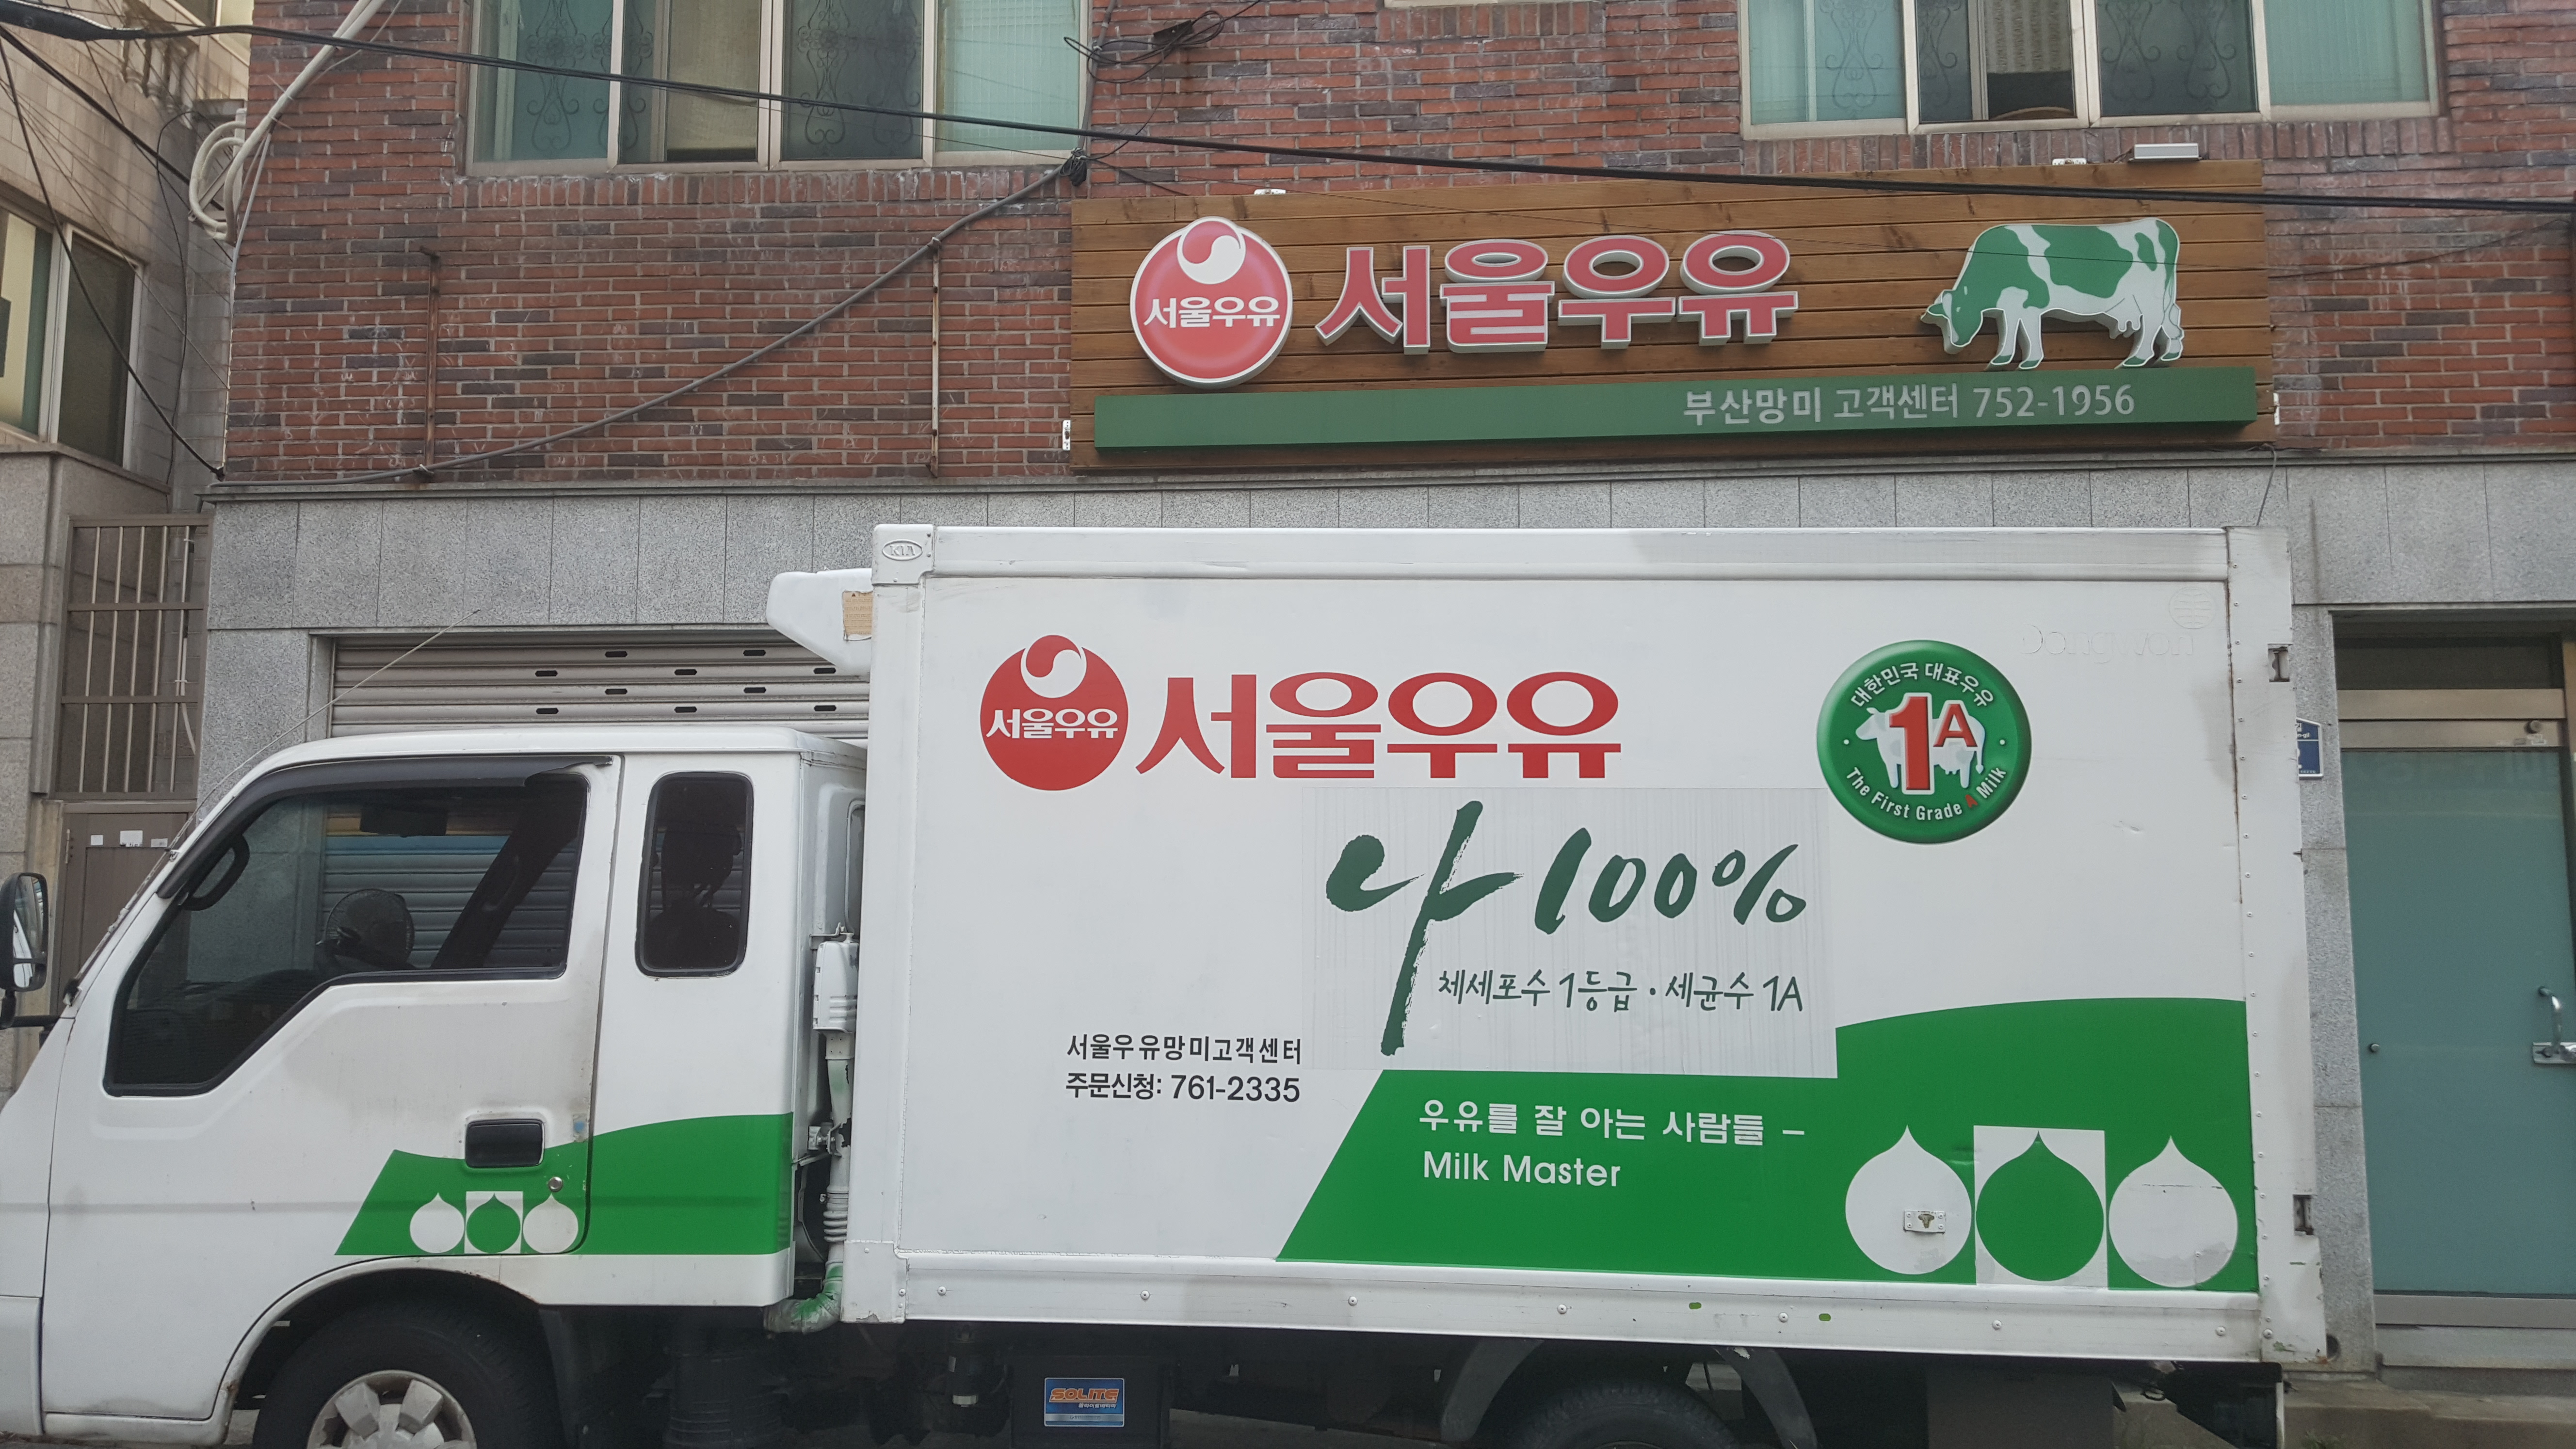 서울우유
서울우유
부산망미 고객센터 752-1956
KIA
서울우유
서울우유
대한민국 대표우유
1A
The First Grade A Milk
나100%
체세포수 1등급 · 세균수 1A
서울우유망미고객센터
주문신청: 761-2335
우유를 잘 아는 사람들 –
Milk Master
SOLITE